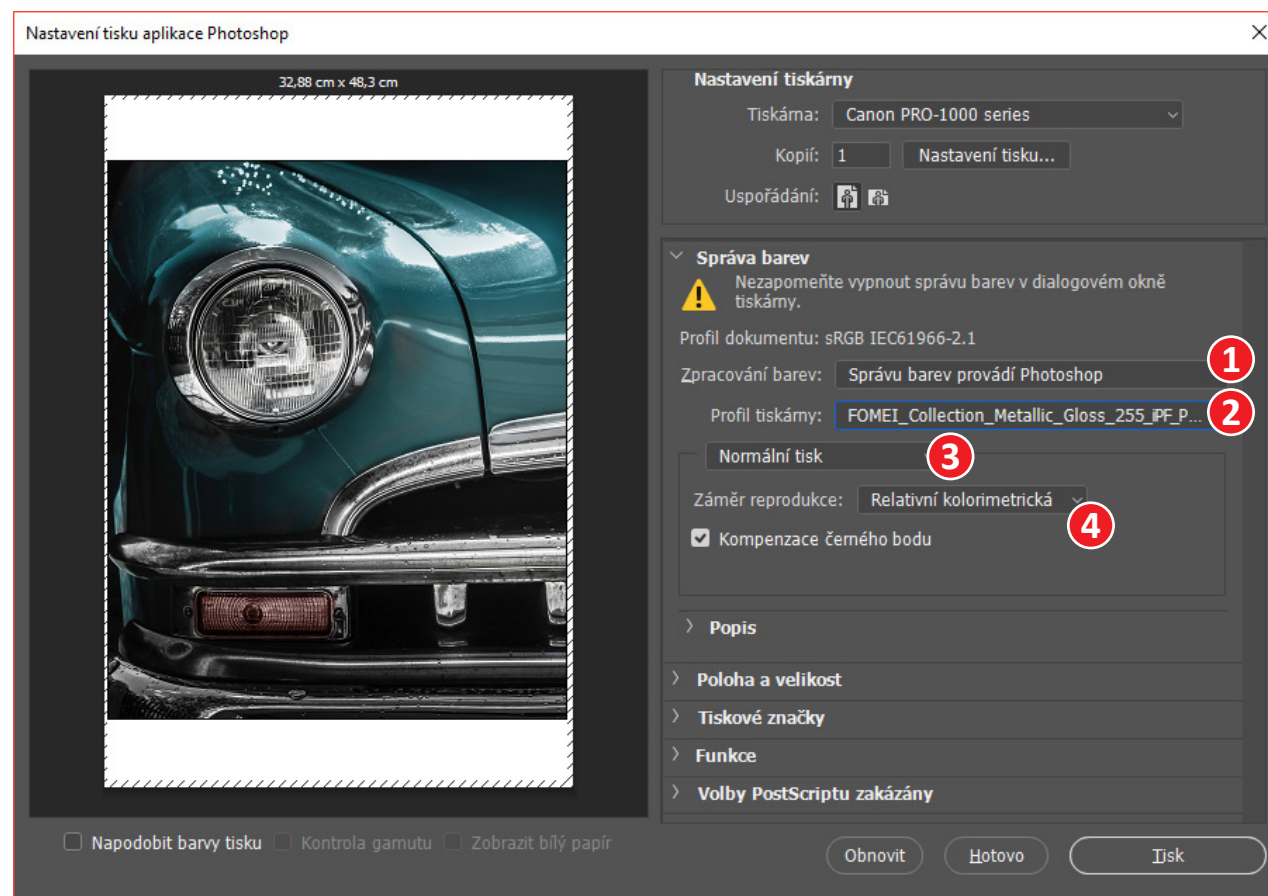 Nastavení tisku aplikace Photoshop
32,88 cm x 48,3 cm
Nastavení tiskárny
Tiskárna: Canon PRO-1000 series
Kopií: 1 Nastavení tisku...
Uspořádání:
Správa barev
Nezapomeňte vypnout správu barev v dialogovém okně
tiskárny.
Profil dokumentu: sRGB IEC61966-2.1
Zpracování barev: Správu barev provádí Photoshop 1
Profil tiskárny: FOMEI_Collection_Metallic_Gloss_255_iPF_P... 2
Normální tisk 3
Záměr reprodukce: Relativní kolorimetrická 4
Kompenzace černého bodu
Popis
Poloha a velikost
Tiskové značky
Funkce
Volby PostScriptu zakázány
Napodobit barvy tisku Kontrola gamutu Zobrazit bílý papír
Obnovit Hotovo Tisk